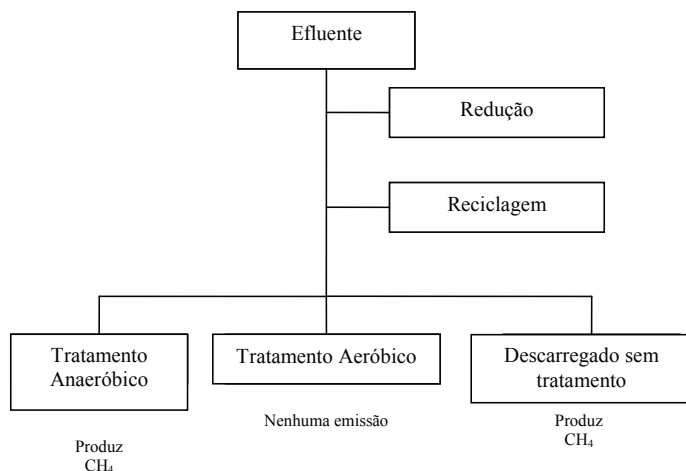 Efluente
Redução
Reciclagem
Tratamento
Anaeróbico
Tratamento Aeróbico
Descarregado sem
tratamento
Nenhuma emissão
Produz
CH₄
Produz
CH₄